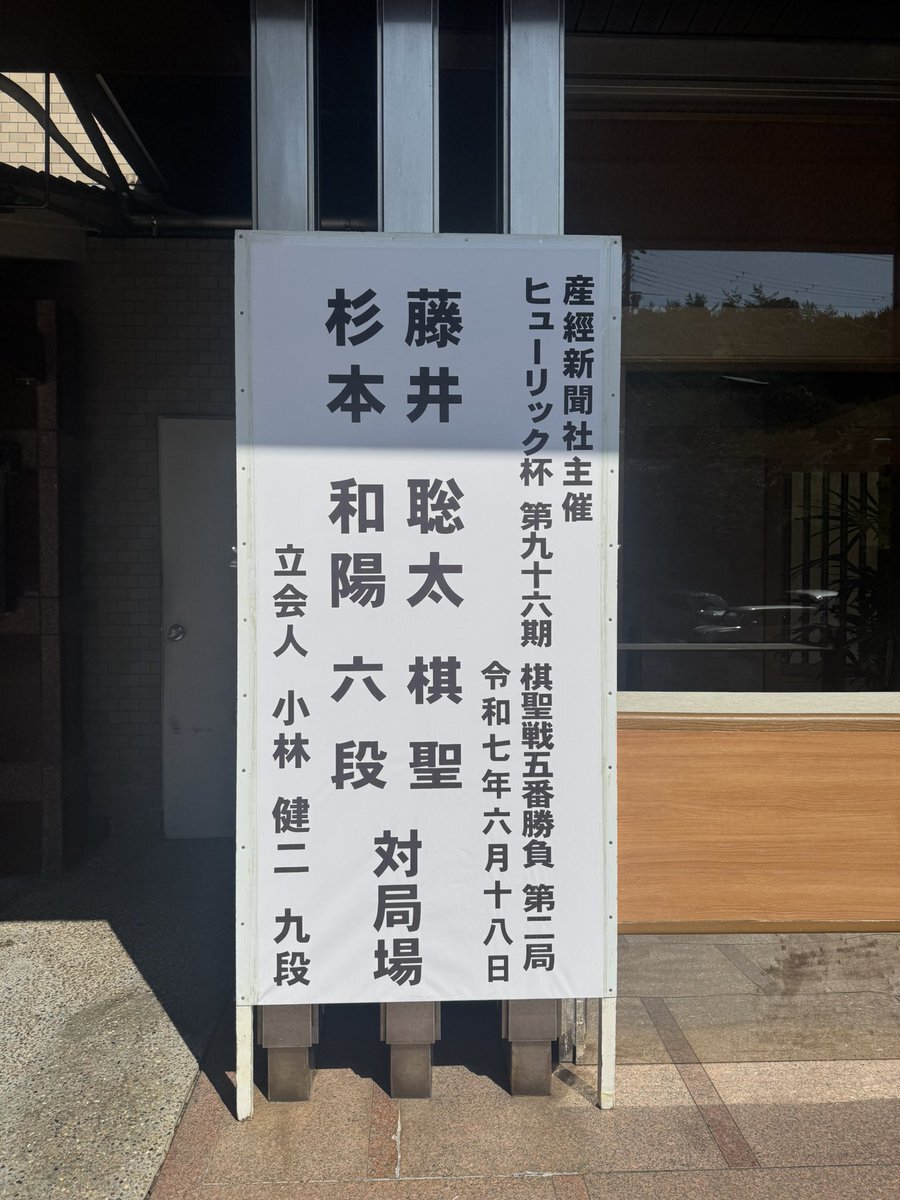 産經新聞社主催
ヒューリック杯 第九十六期 棋聖戦五番勝負 第二局
令和七年六月十八日
藤井 聡太 棋聖
杉本 和陽 六段
対局場
立会人 小林 健二 九段